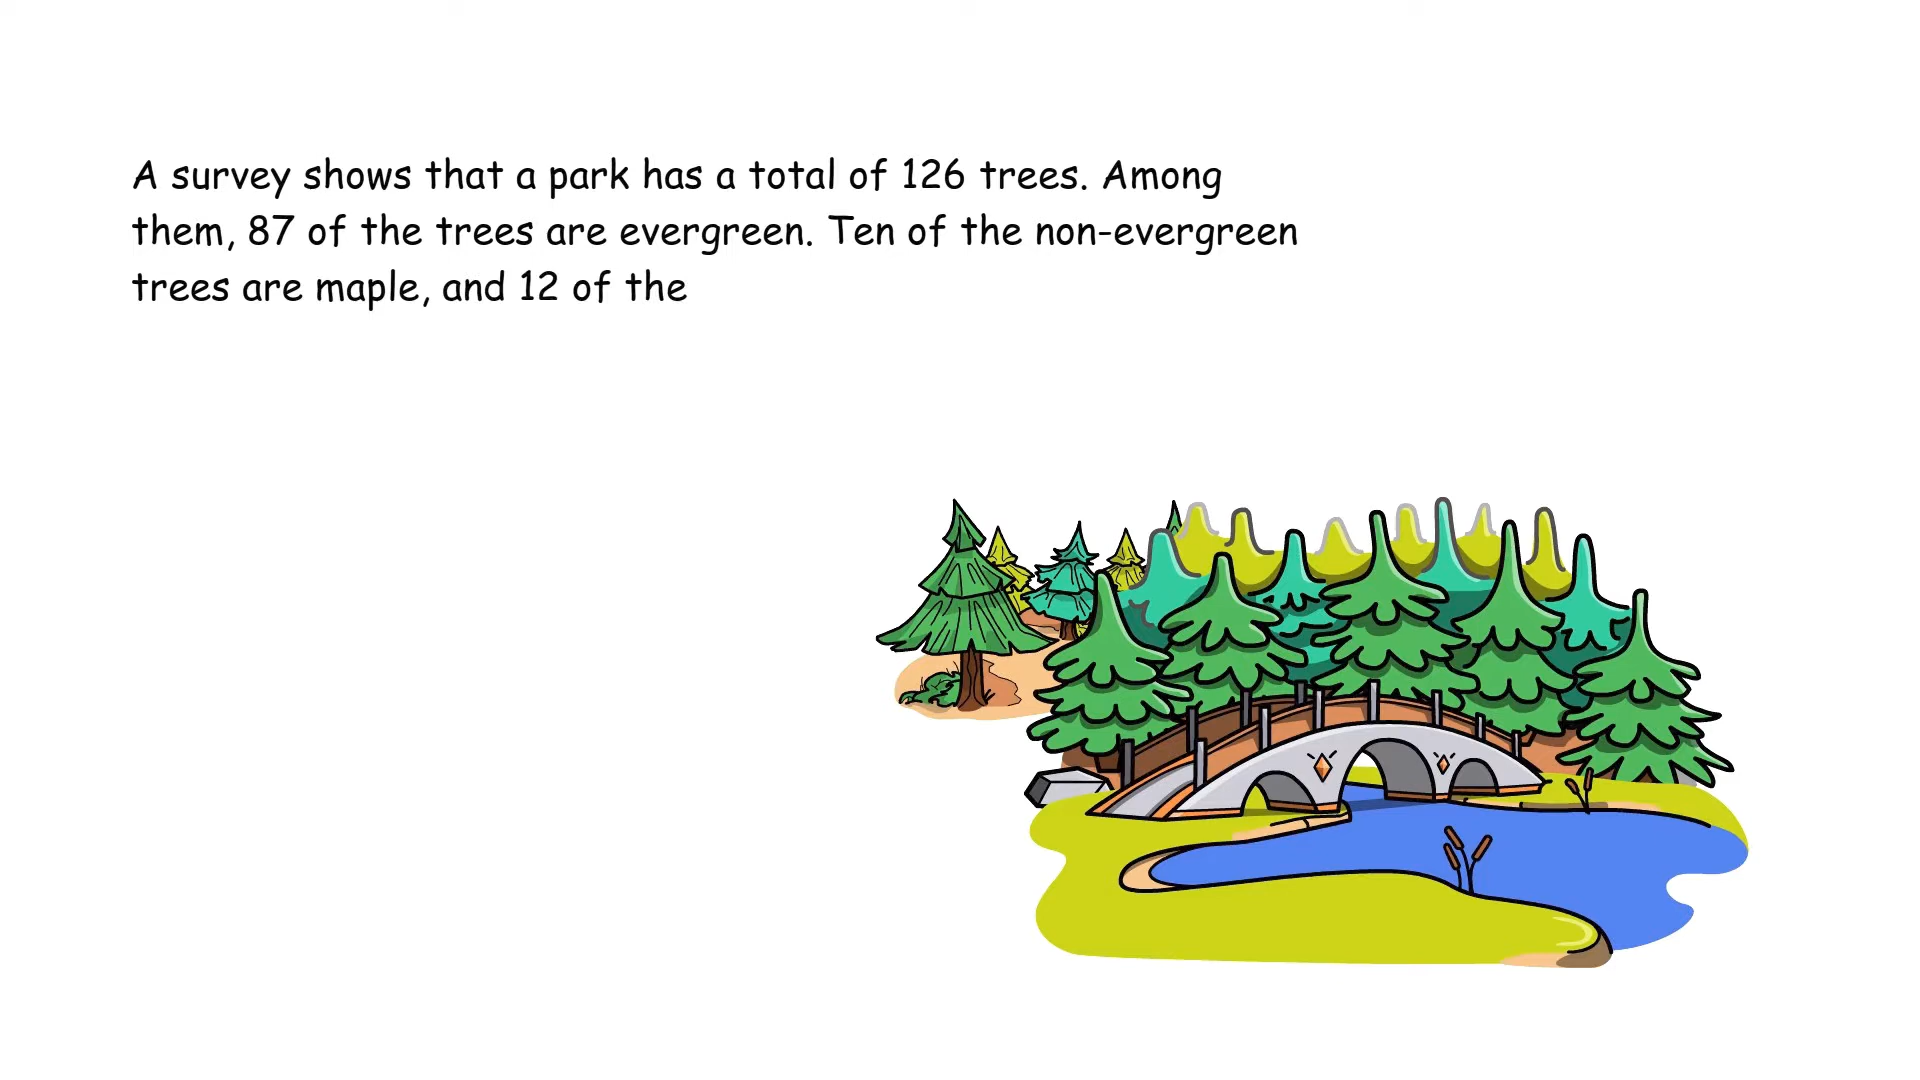 A survey shows that a park has a total of 126 trees. Among
them, 87 of the trees are evergreen. Ten of the non-evergreen
trees are maple, and 12 of the